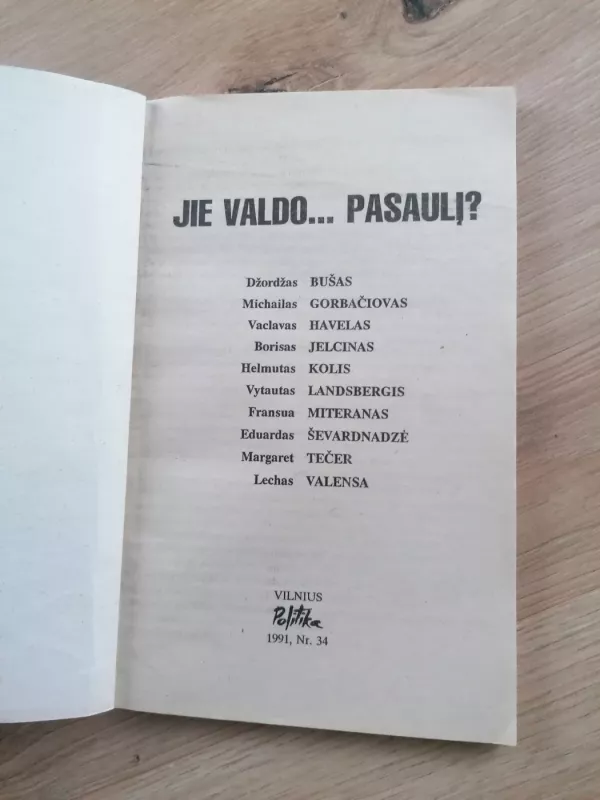 JIE VALDO... PASAULĮ?
Džordžas BUŠAS
Michailas GORBAČIOVAS
Vaclavas HAVELAS
Borisas JELCINAS
Helmutas KOLIS
Vytautas LANDSBERGIS
Fransua MITERANAS
Eduardas ŠEVARDNADZĖ
Margaret TEČER
Lechas VALENSA
VILNIUS
Politika
1991, Nr. 34